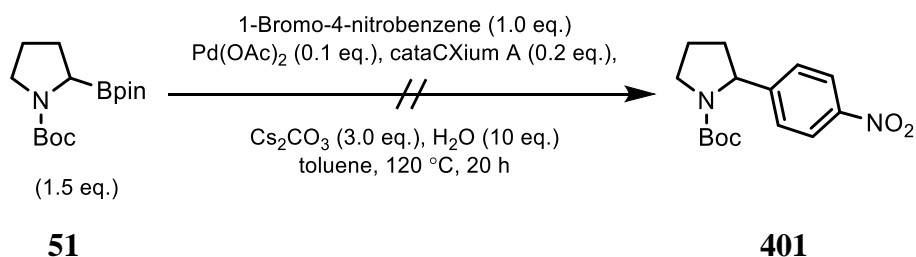 1-Bromo-4-nitrobenzene (1.0 eq.)
Pd(OAc)₂ (0.1 eq.), cataCXium A (0.2 eq.),
Cs₂CO₃ (3.0 eq.), H₂O (10 eq.)
toluene, 120 °C, 20 h
N
Bpin
Boc
(1.5 eq.)
51
N
Boc
NO₂
401